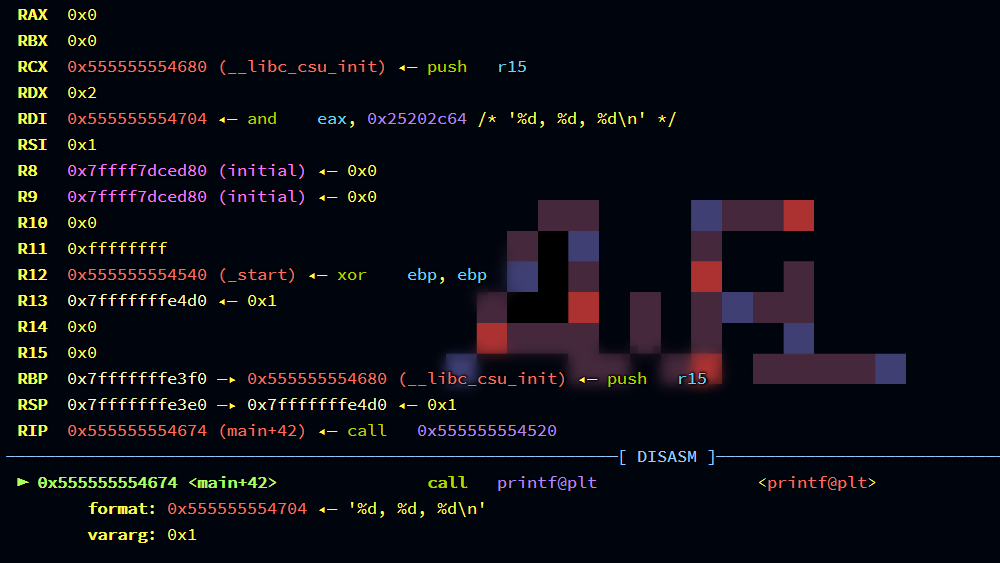 RAX 0x0
RBX 0x0
RCX 0x555555554680 (__libc_csu_init) ◂— push r15
RDX 0x2
RDI 0x555555554704 ◂— and eax, 0x25202c64 /* '%d, %d, %d\n' */
RSI 0x1
R8 0x7ffff7dced80 (initial) ◂— 0x0
R9 0x7ffff7dced80 (initial) ◂— 0x0
R10 0x0
R11 0xffffffff
R12 0x555555554540 (_start) ◂— xor ebp, ebp
R13 0x7fffffffe4d0 ◂— 0x1
R14 0x0
R15 0x0
RBP 0x7fffffffe3f0 —▸ 0x555555554680 (__libc_csu_init) ◂— push r15
RSP 0x7fffffffe3e0 —▸ 0x7fffffffe4d0 ◂— 0x1
RIP 0x555555554674 (main+42) ◂— call 0x555555554520
[ DISASM ]
► 0x555555554674 <main+42> call printf@plt <printf@plt>
format: 0x555555554704 ◂— '%d, %d, %d\n'
vararg: 0x1